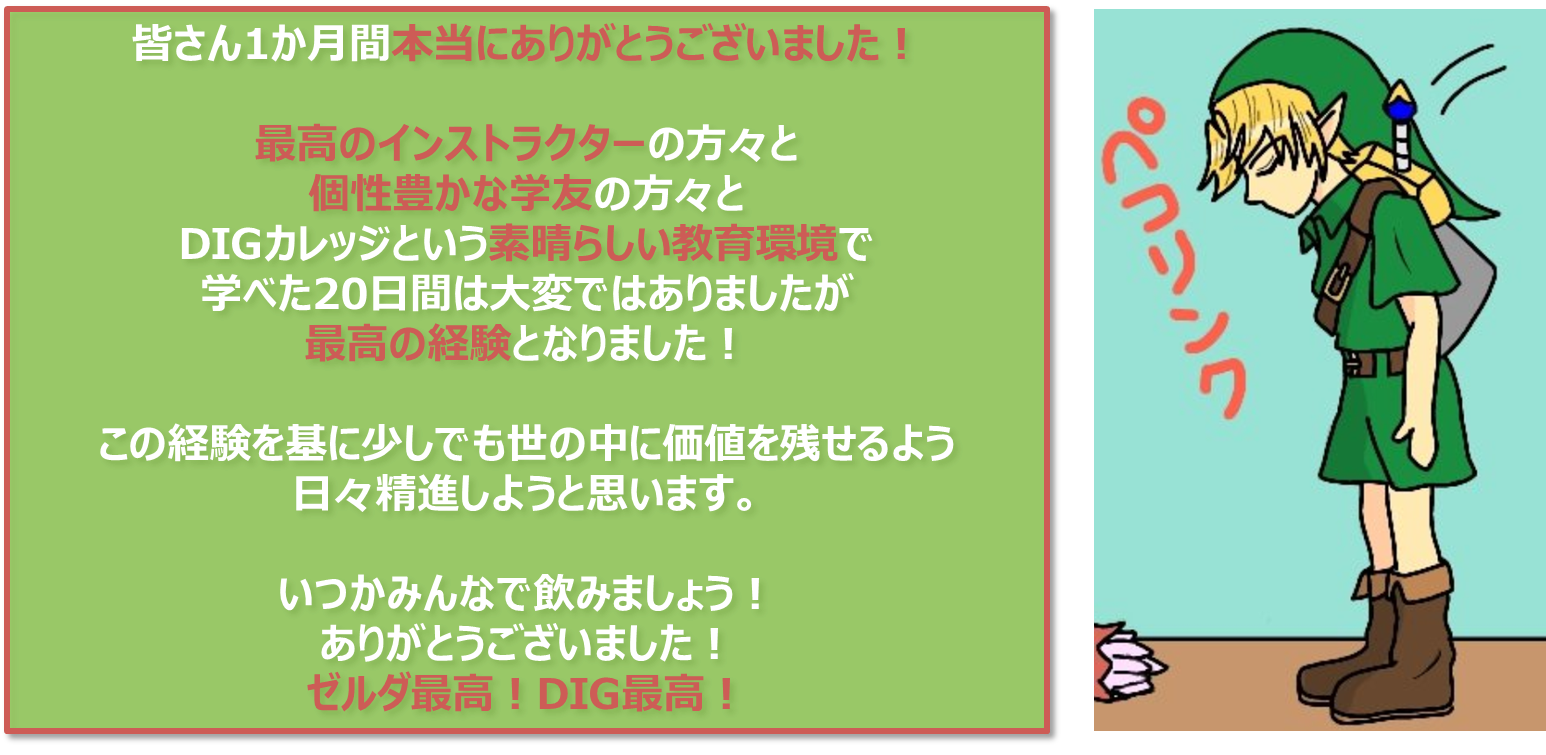 皆さん1か月間本当にありがとうございました！
最高のインストラクターの方々と
個性豊かな学友の方々と
DIGカレッジという素晴らしい教育環境で
学べた20日間は大変ではありましたが
最高の経験となりました！
この経験を基に少しでも世の中に価値を残せるよう
日々精進しようと思います。
いつかみんなで飲みましょう！
ありがとうございました！
ゼルダ最高！DIG最高！
ペコリンク